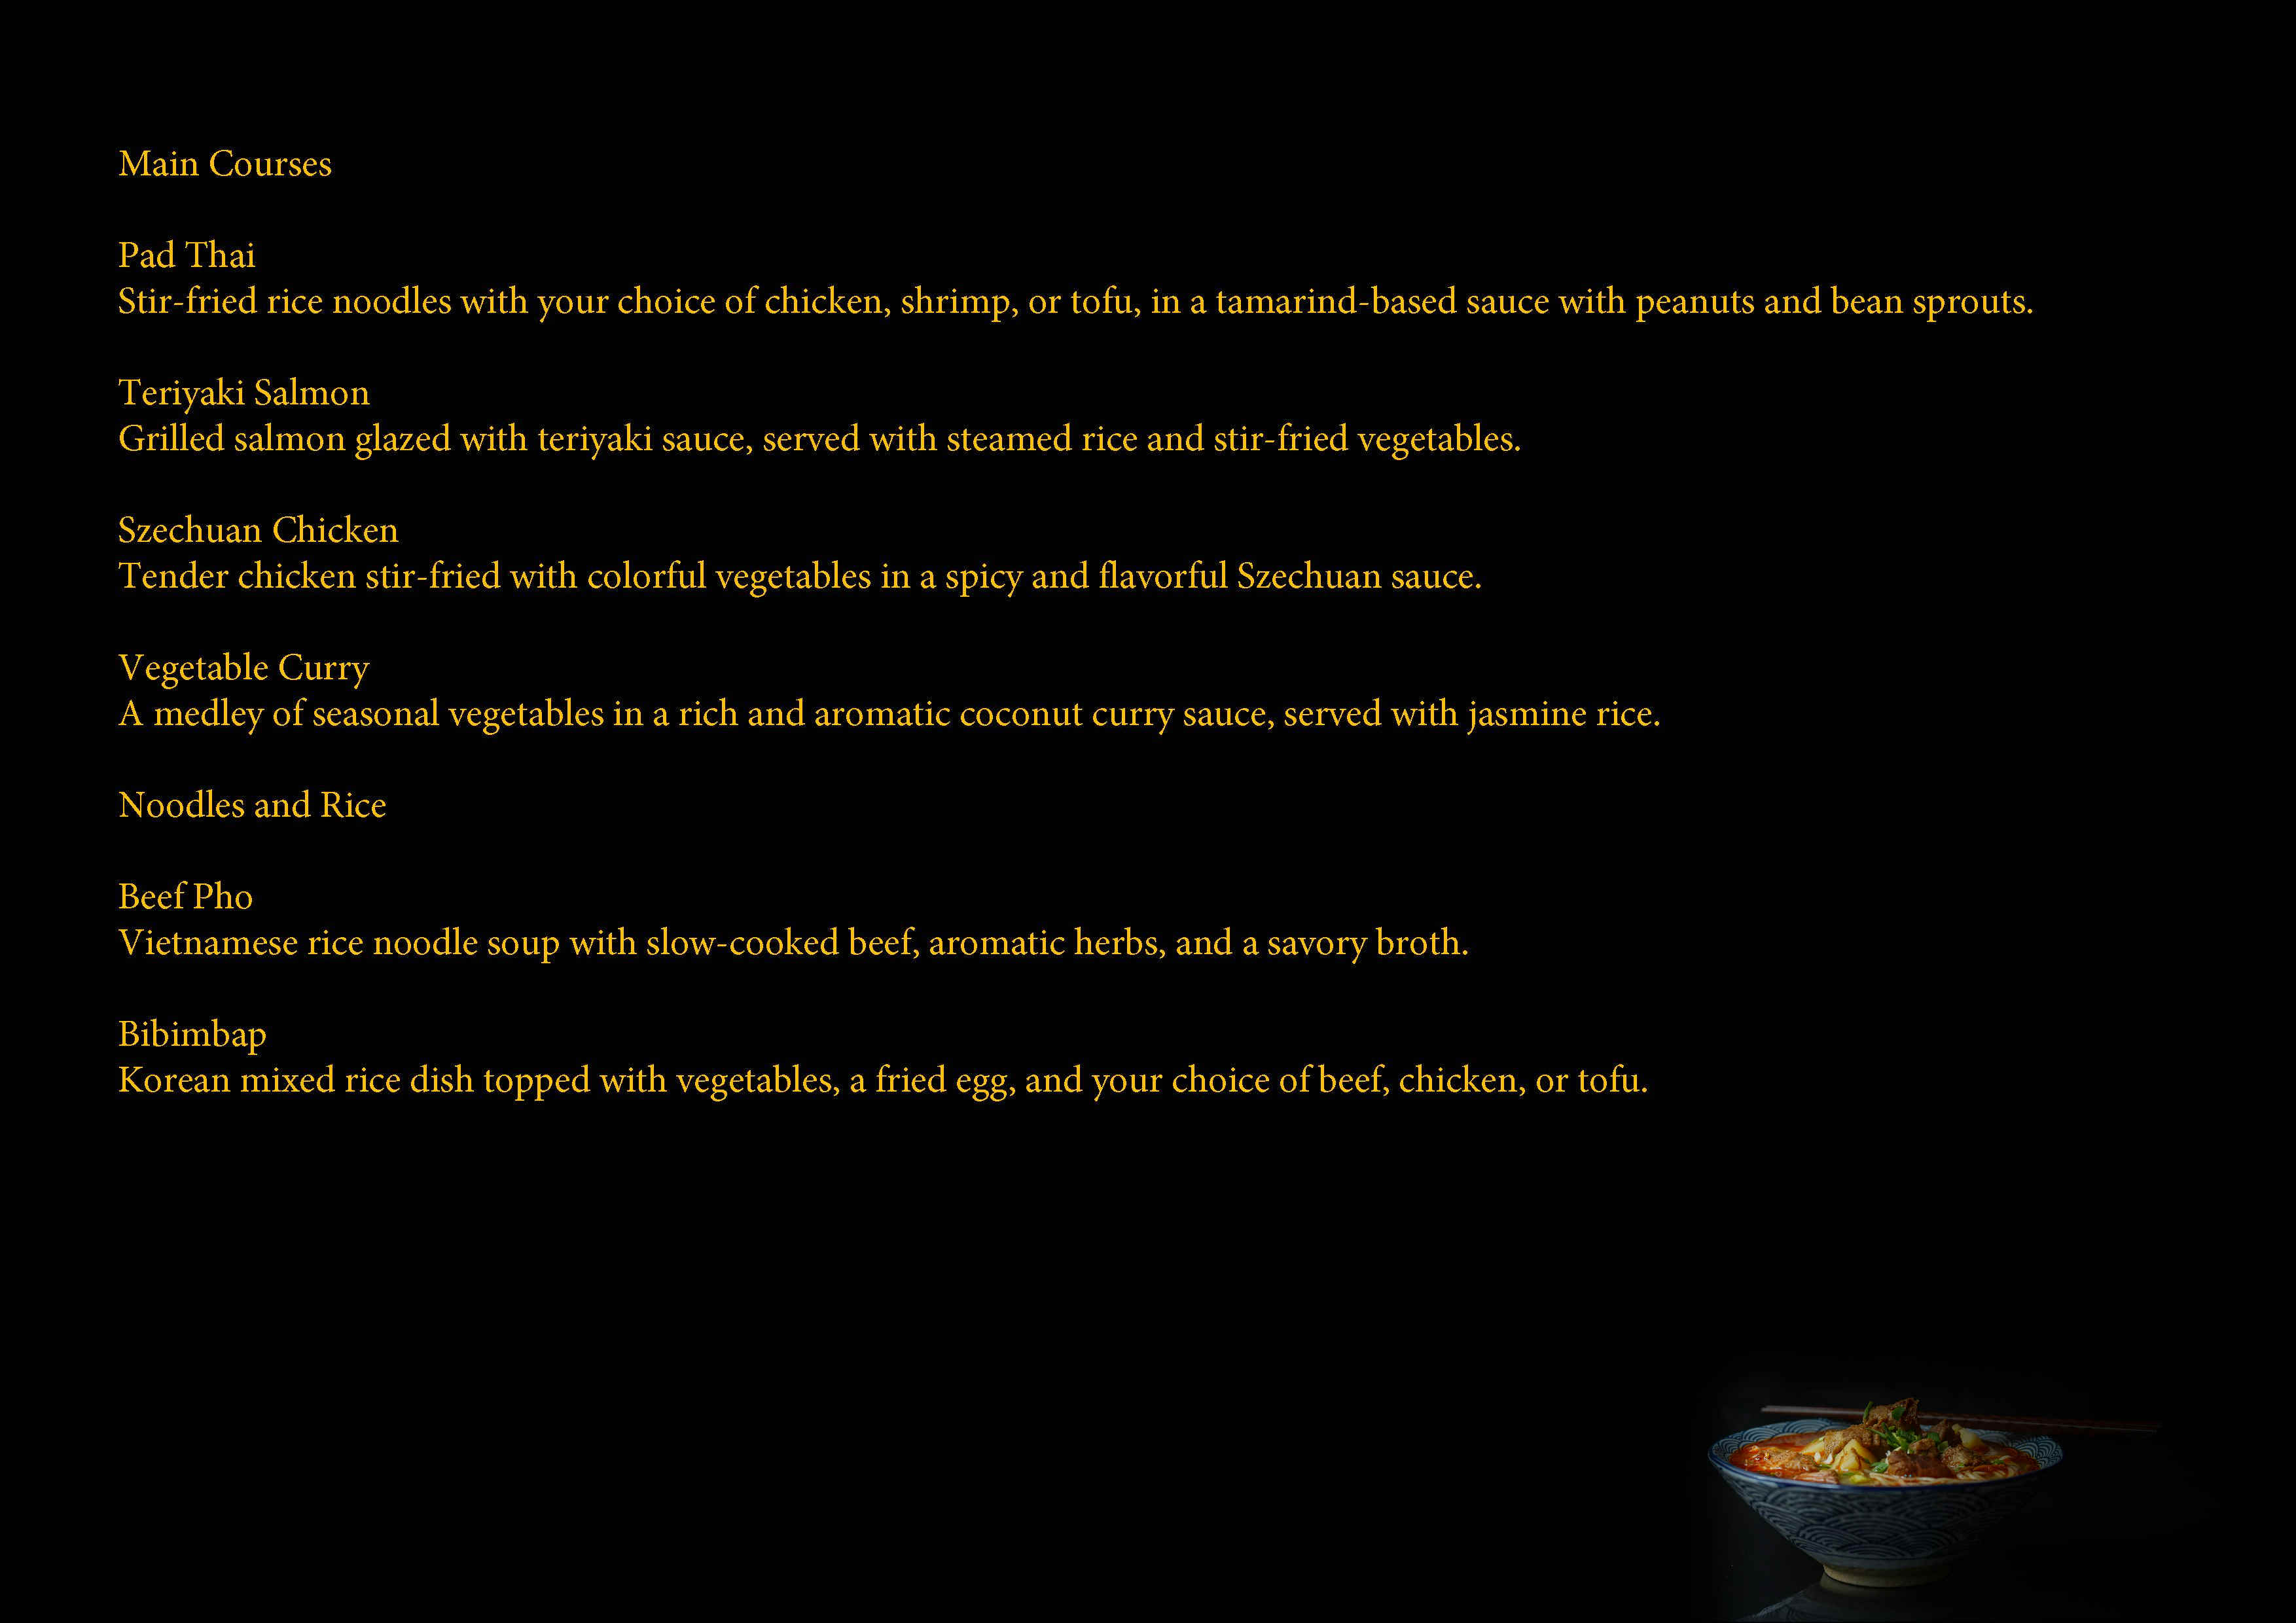 Main Courses
Pad Thai
Stir-fried rice noodles with your choice of chicken, shrimp, or tofu, in a tamarind-based sauce with peanuts and bean sprouts.
Teriyaki Salmon
Grilled salmon glazed with teriyaki sauce, served with steamed rice and stir-fried vegetables.
Szechuan Chicken
Tender chicken stir-fried with colorful vegetables in a spicy and flavorful Szechuan sauce.
Vegetable Curry
A medley of seasonal vegetables in a rich and aromatic coconut curry sauce, served with jasmine rice.
Noodles and Rice
Beef Pho
Vietnamese rice noodle soup with slow-cooked beef, aromatic herbs, and a savory broth.
Bibimbap
Korean mixed rice dish topped with vegetables, a fried egg, and your choice of beef, chicken, or tofu.